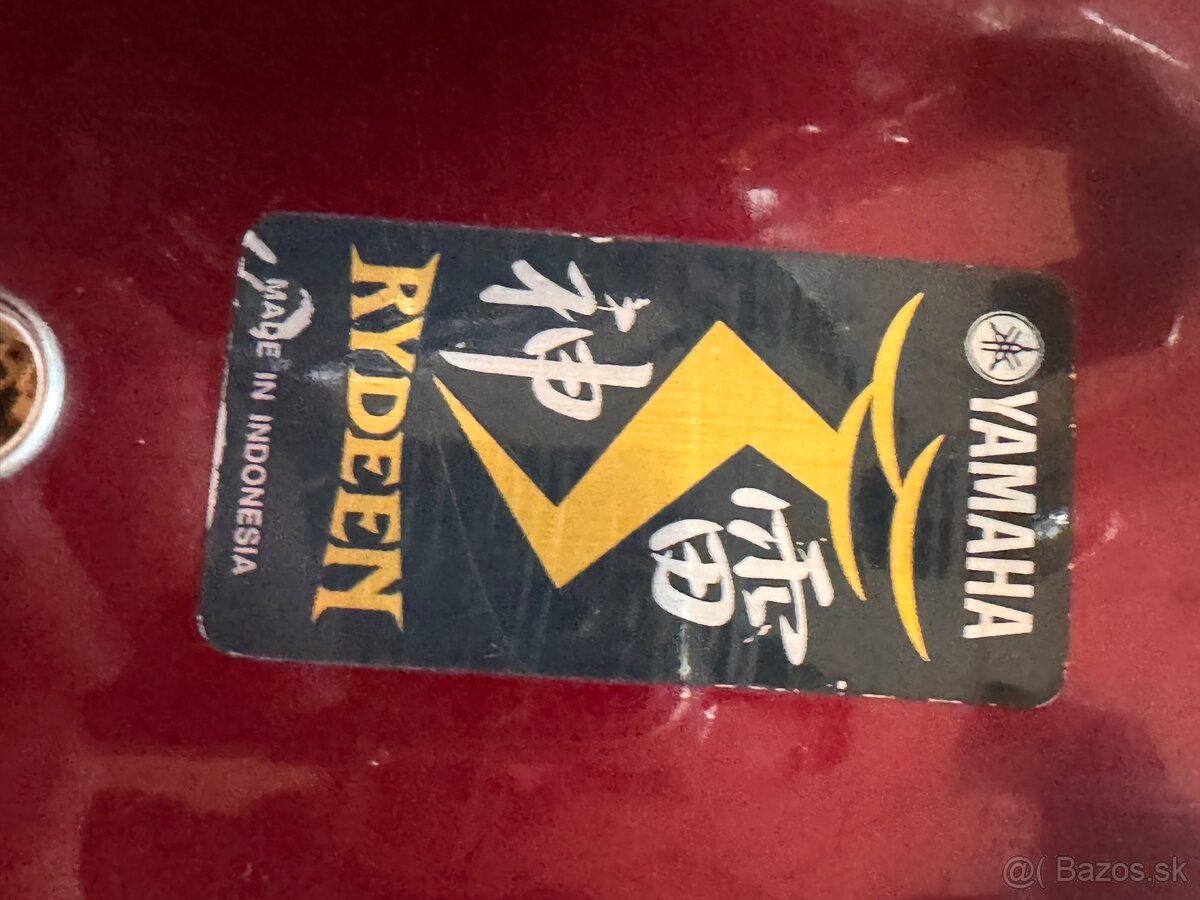 YAMAHA
雷
神
RYDEEN
MADE IN INDONESIA
@( Bazos.sk